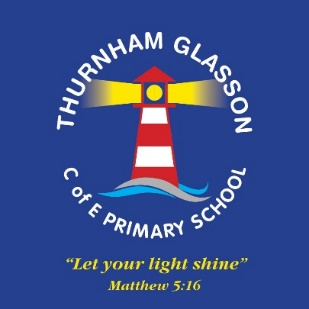 THURNHAM GLASSON
C of E PRIMARY SCHOOL
“Let your light shine”
Matthew 5:16